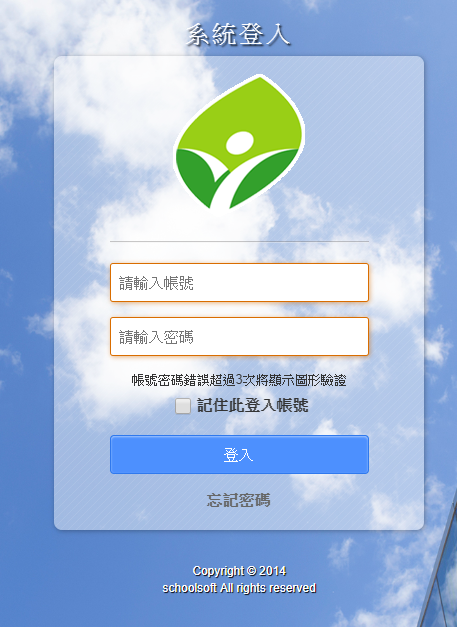 系統登入
請輸入帳號
請輸入密碼
帳號密碼錯誤超過3次將顯示圖形驗證
記住此登入帳號
登入
忘記密碼
Copyright © 2014
schoolsoft All rights reserved